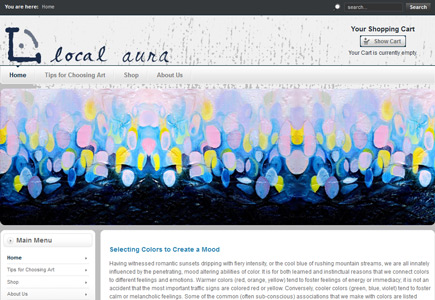 You are here: Home
search...
Search
local aura
Your Shopping Cart
Show Cart
Your Cart is currently empty.
Home
Tips for Choosing Art
Shop
About Us
Main Menu
Home
Tips for Choosing Art
Shop
About Us
Selecting Colors to Create a Mood
Having witnessed romantic sunsets dripping with fiery intensity, or the cool blue of rushing mountain streams, we are all innately
influenced by the penetrating, mood altering abilities of color. It is for both learned and instinctual reasons that we connect colors
to different feelings and emotions. Warmer colors (red, orange, yellow) tend to foster feelings of energy or immediacy; it is not an
accident that the most important traffic signs are colored red or yellow. Conversely, cooler colors (green, blue, violet) tend to foster
calm or melancholic feelings. Some of the common (often sub-conscious) associations that we make with colors are listed